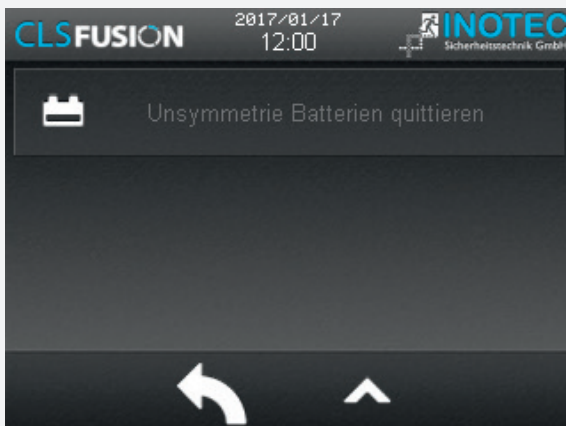 CLSFUSION
2017/01/17
12:00
INOTEC
Sicherheitstechnik GmbH
Unsymmetrie Batterien quittieren